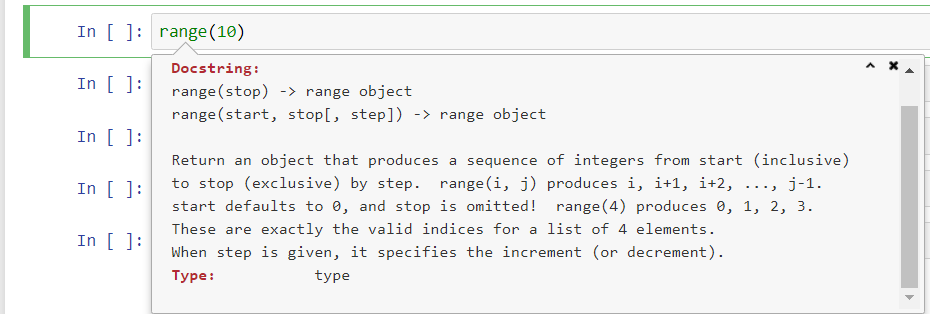 In [ ]: range(10)
Docstring:
In [ ]: range(stop) -> range object
range(start, stop[, step]) -> range object
In [ ]:
Return an object that produces a sequence of integers from start (inclusive)
In [ ]: to stop (exclusive) by step.  range(i, j) produces i, i+1, i+2, ..., j-1.
start defaults to 0, and stop is omitted!  range(4) produces 0, 1, 2, 3.
These are exactly the valid indices for a list of 4 elements.
In [ ]: When step is given, it specifies the increment (or decrement).
Type:           type